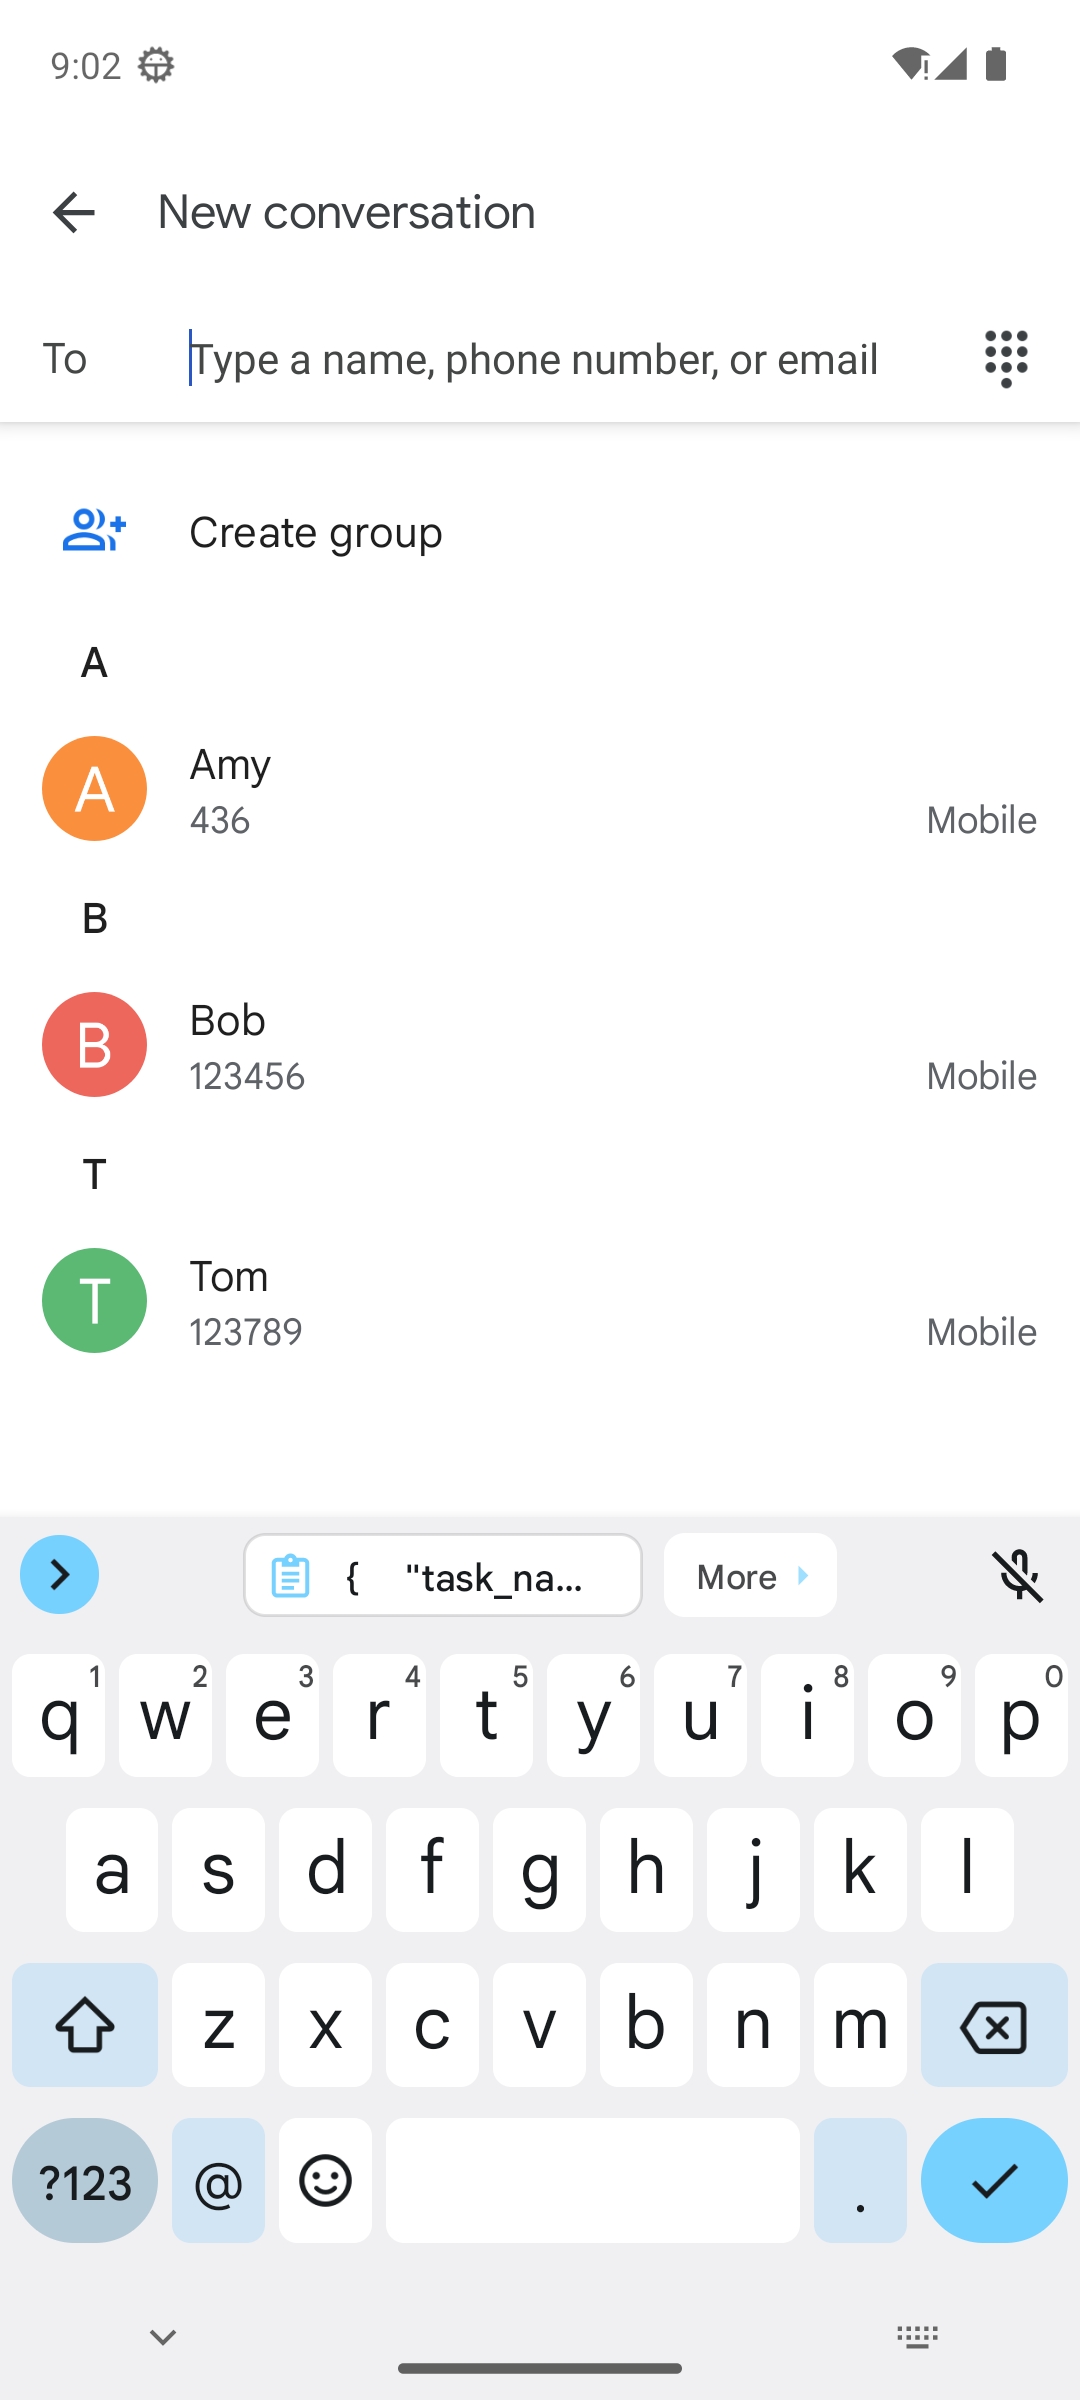 9:02
New conversation
To
Type a name, phone number, or email
Create group
A
A
Amy
436
Mobile
B
B
Bob
123456
Mobile
T
T
Tom
123789
Mobile
{ "task_na...
More
q 1 w 2 e 3 r 4 t 5 y 6 u 7 i 8 o 9 p 0
a s d f g h j k l
z x c v b n m
?123 @ .